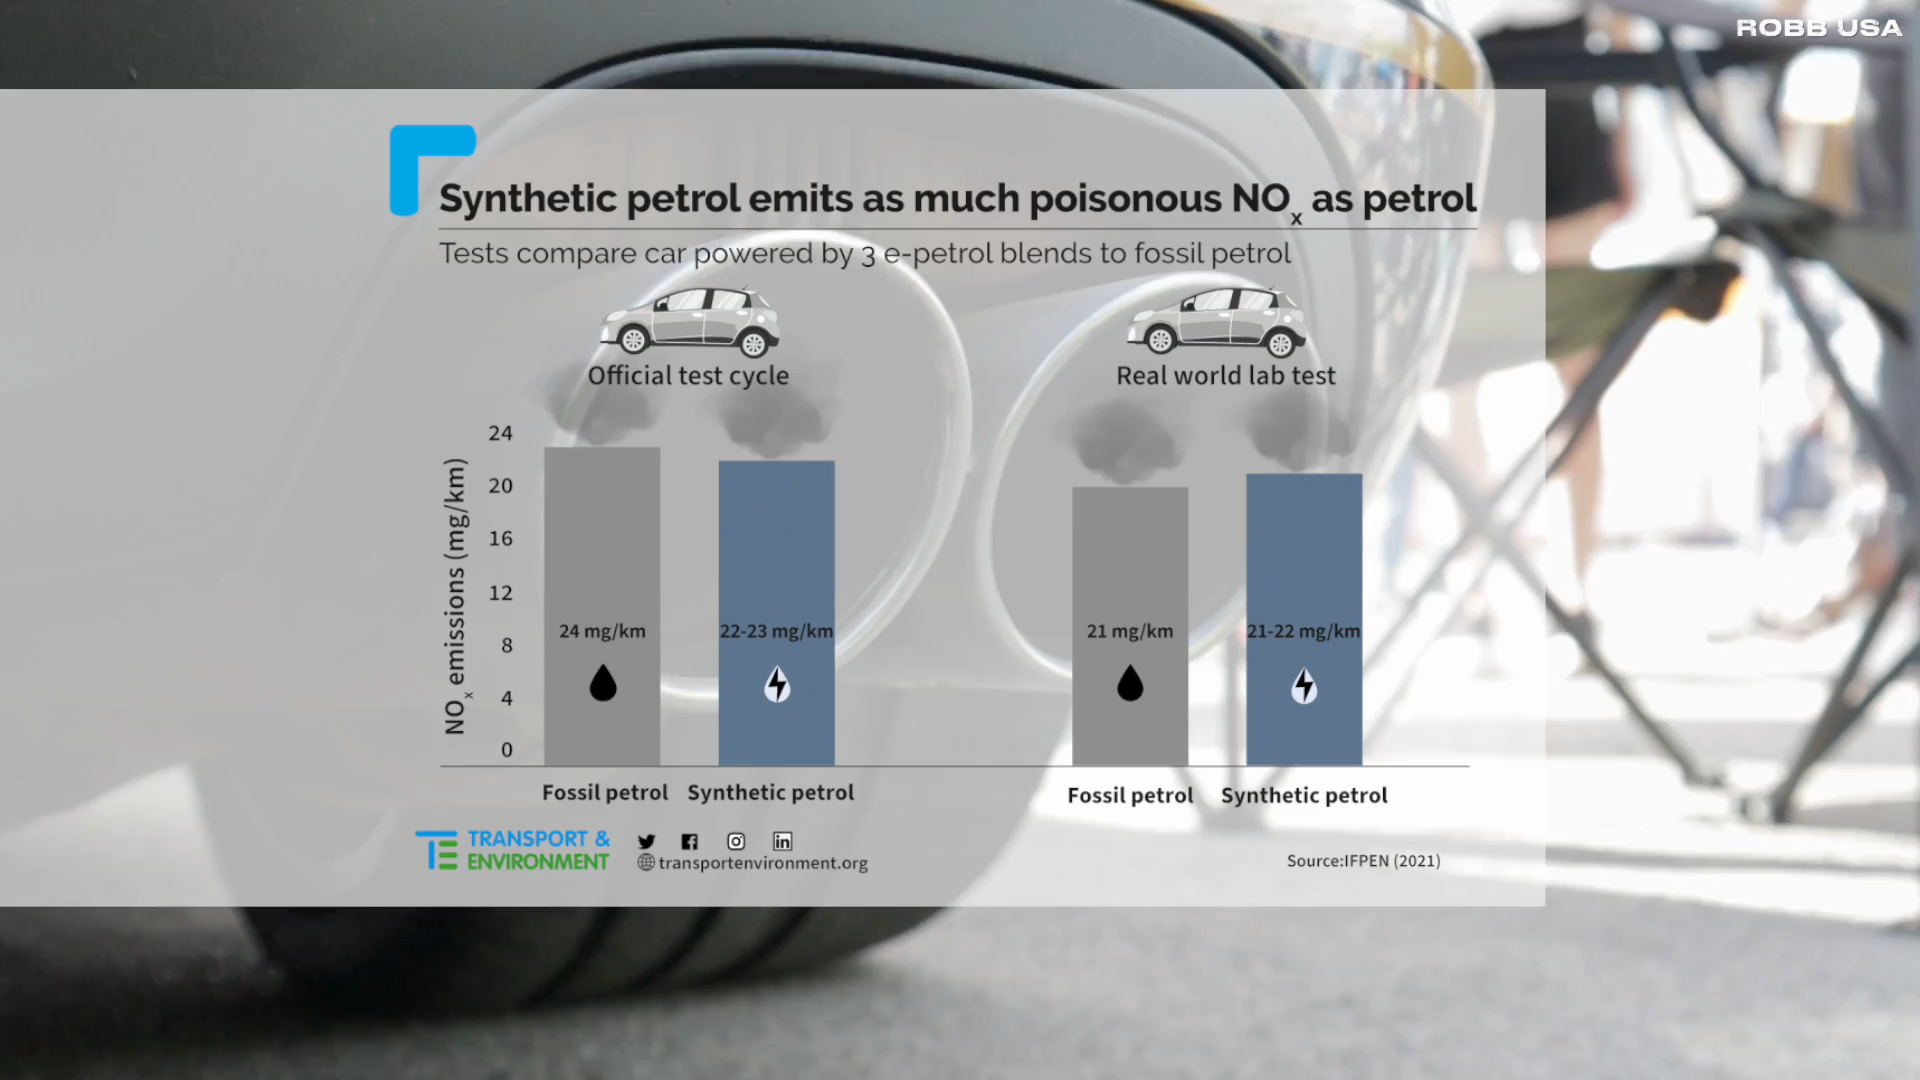 ROBB USA
Synthetic petrol emits as much poisonous NOx as petrol
Tests compare car powered by 3 e-petrol blends to fossil petrol
Official test cycle
Real world lab test
NOx emissions (mg/km)
24
20
16
12
8
4
0
24 mg/km
22-23 mg/km
21 mg/km
21-22 mg/km
Fossil petrol
Synthetic petrol
Fossil petrol
Synthetic petrol
TRANSPORT &
ENVIRONMENT
transportenvironment.org
Source:IFPEN (2021)